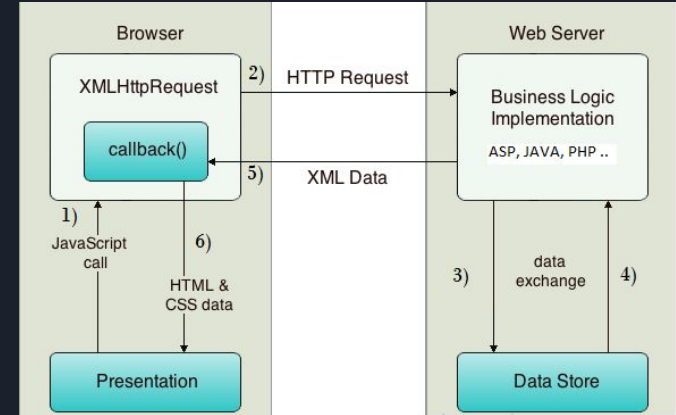 Browser
Web Server
XMLHttpRequest
2)
HTTP Request
Business Logic
Implementation
ASP, JAVA, PHP ..
callback()
5)
XML Data
1)
JavaScript
call
6)
HTML &
CSS data
3)
data
exchange
4)
Presentation
Data Store